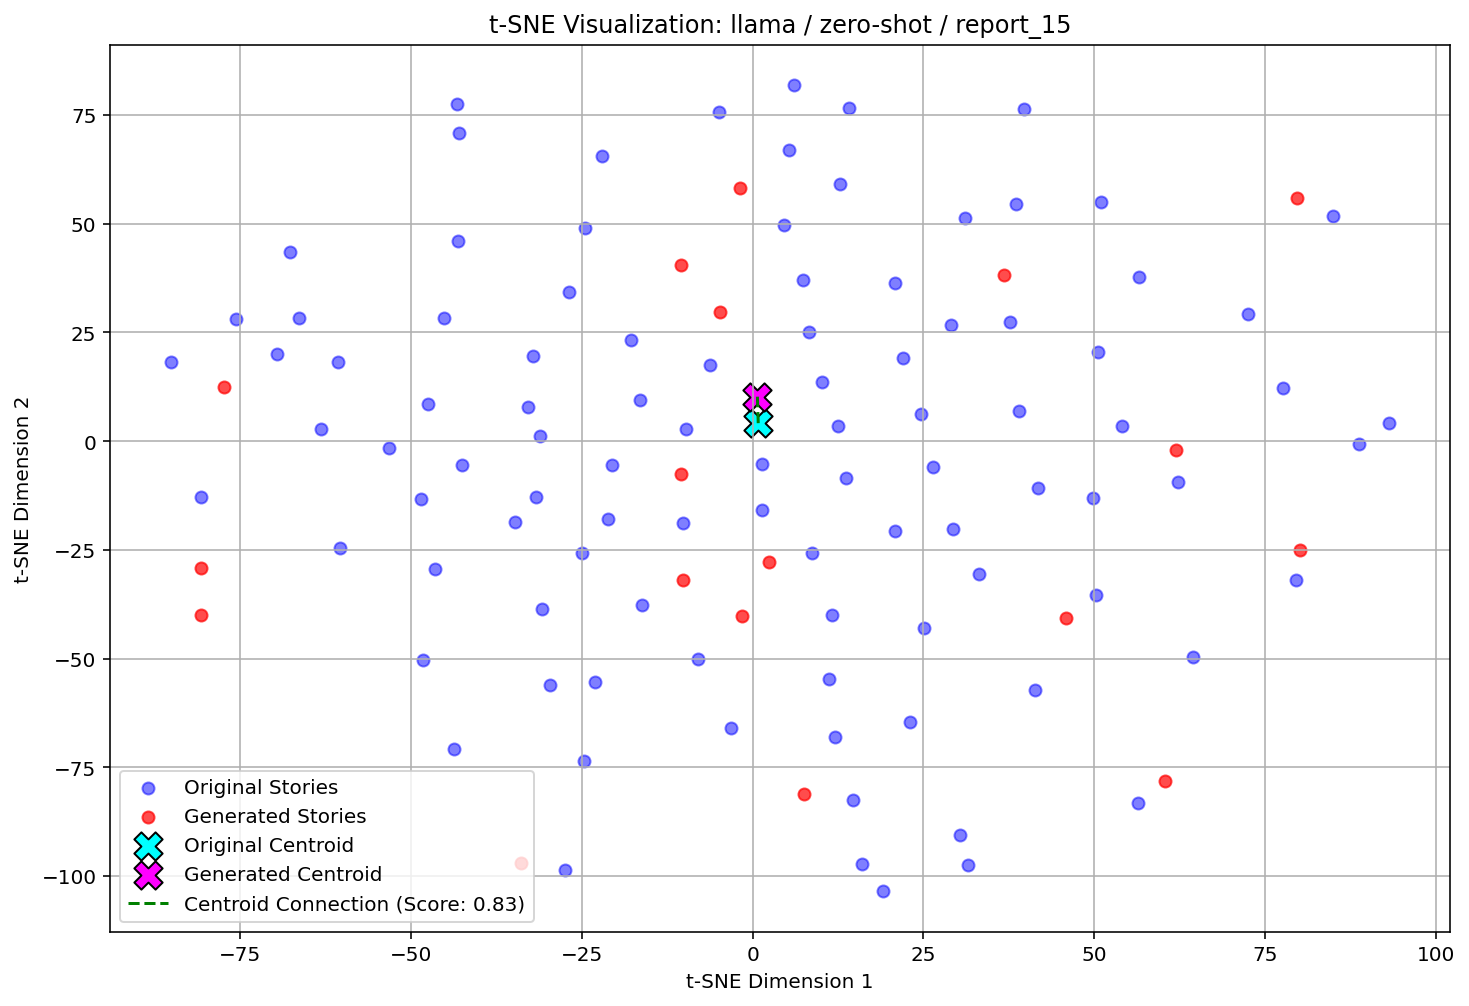 t-SNE Visualization: llama / zero-shot / report_15
t-SNE Dimension 2
75
50
25
0
−25
−50
−75
−100
Original Stories
Generated Stories
Original Centroid
Generated Centroid
Centroid Connection (Score: 0.83)
−75
−50
−25
0
25
50
75
100
t-SNE Dimension 1